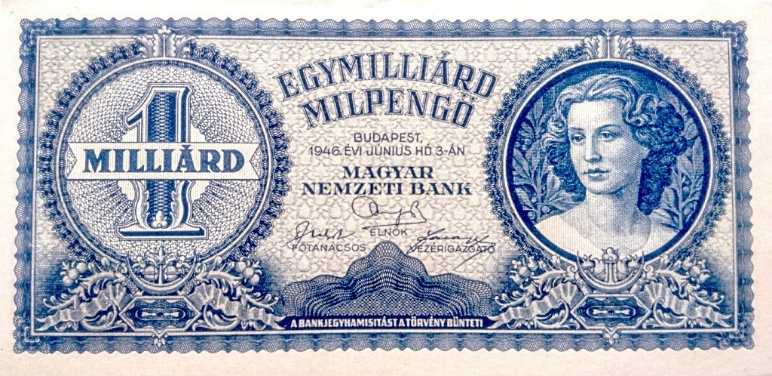 1
MILLIÁRD
EGYMILLIÁRD
MILPENGŐ
BUDAPEST,
1946. ÉVI JÚNIUS HÓ 3-ÁN
MAGYAR
NEMZETI BANK
ELNÖK
FŐTANÁCSOS VEZÉRIGAZGATÓ
A BANKJEGYHAMISITÁST A TÖRVÉNY BÜNTETI